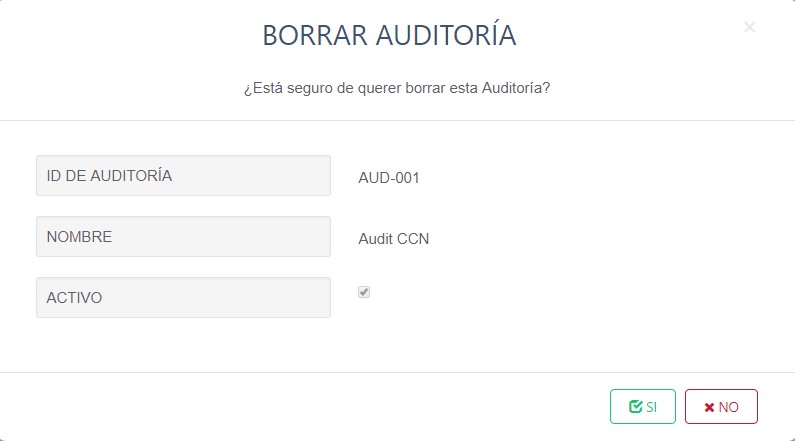 BORRAR AUDITORÍA
¿Está seguro de querer borrar esta Auditoría?
ID DE AUDITORÍA AUD-001
NOMBRE Audit CCN
ACTIVO
SI NO